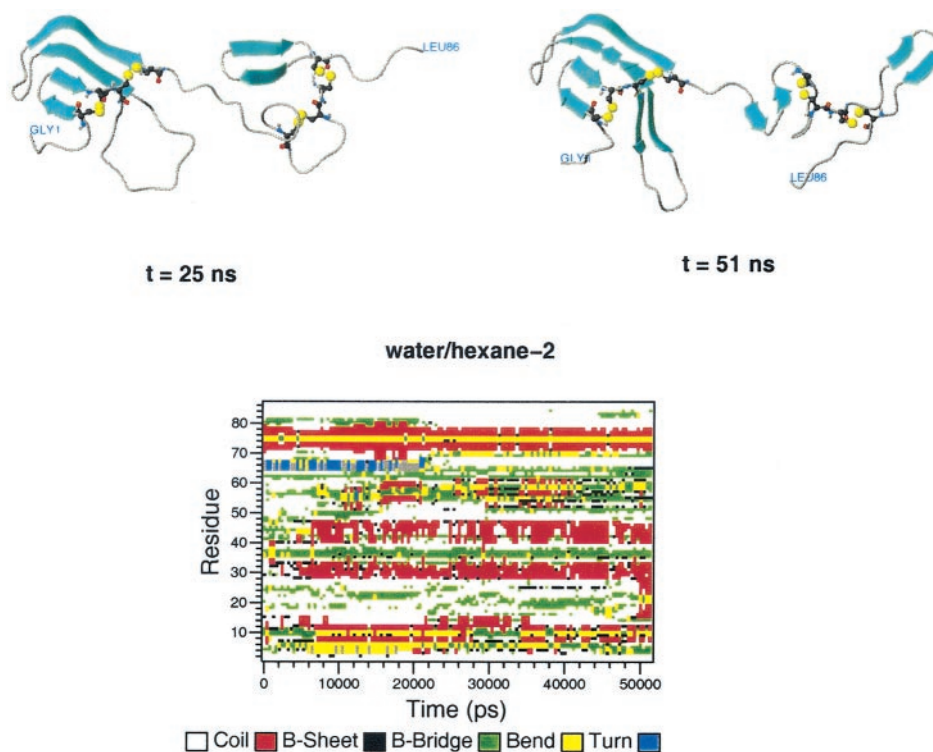 LEU86
GLY1
GLY1
LEU86
t = 25 ns
t = 51 ns
water/hexane-2
Residue
80
70
60
50
40
30
20
10
0 10000 20000 30000 40000 50000
Time (ps)
Coil B-Sheet B-Bridge Bend Turn